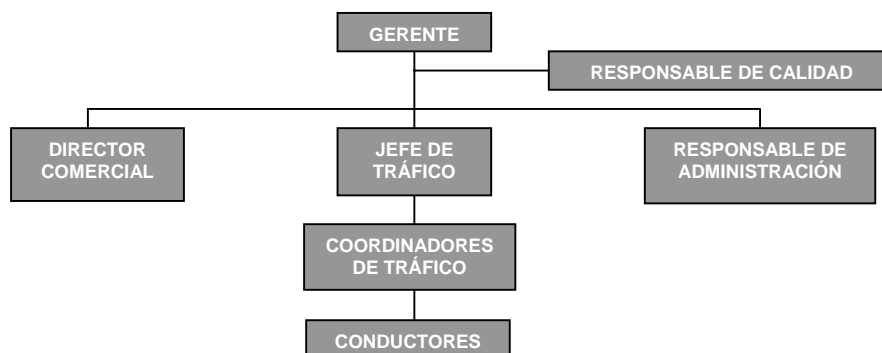 GERENTE
RESPONSABLE DE CALIDAD
DIRECTOR
COMERCIAL
JEFE DE
TRÁFICO
RESPONSABLE DE
ADMINISTRACIÓN
COORDINADORES
DE TRÁFICO
CONDUCTORES